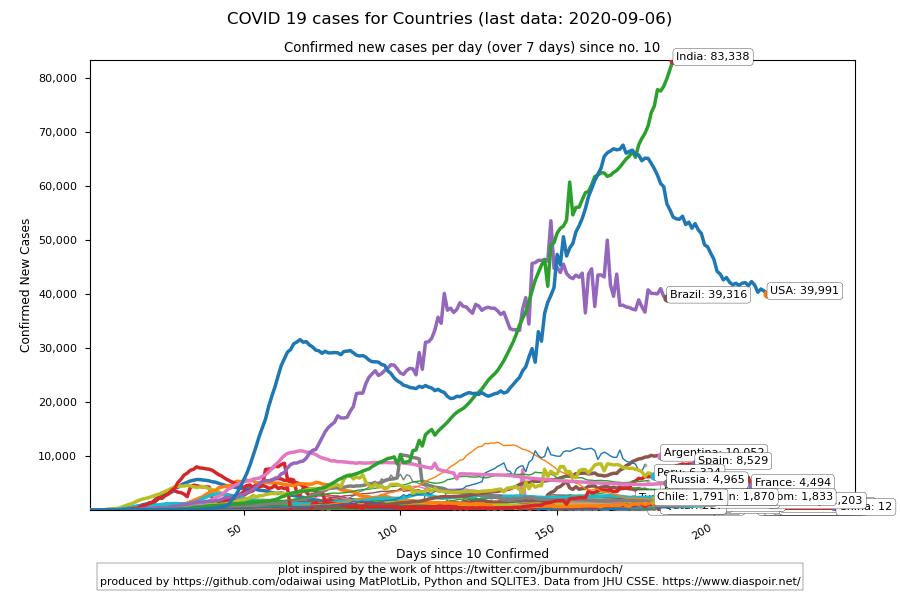 COVID 19 cases for Countries (last data: 2020-09-06)
Confirmed new cases per day (over 7 days) since no. 10
India: 83,338
80,000
70,000
60,000
50,000
40,000
30,000
20,000
10,000
Confirmed New Cases
USA: 39,991
Brazil: 39,316
Argentina: 10,052
Spain: 8,529
Russia: 4,965
France: 4,494
Chile: 1,791
1,870
1,833
,203
China: 12
50
100
150
200
Days since 10 Confirmed
plot inspired by the work of https://twitter.com/jburnmurdoch/
produced by https://github.com/odaiwai using MatPlotLib, Python and SQLITE3. Data from JHU CSSE. https://www.diaspoir.net/